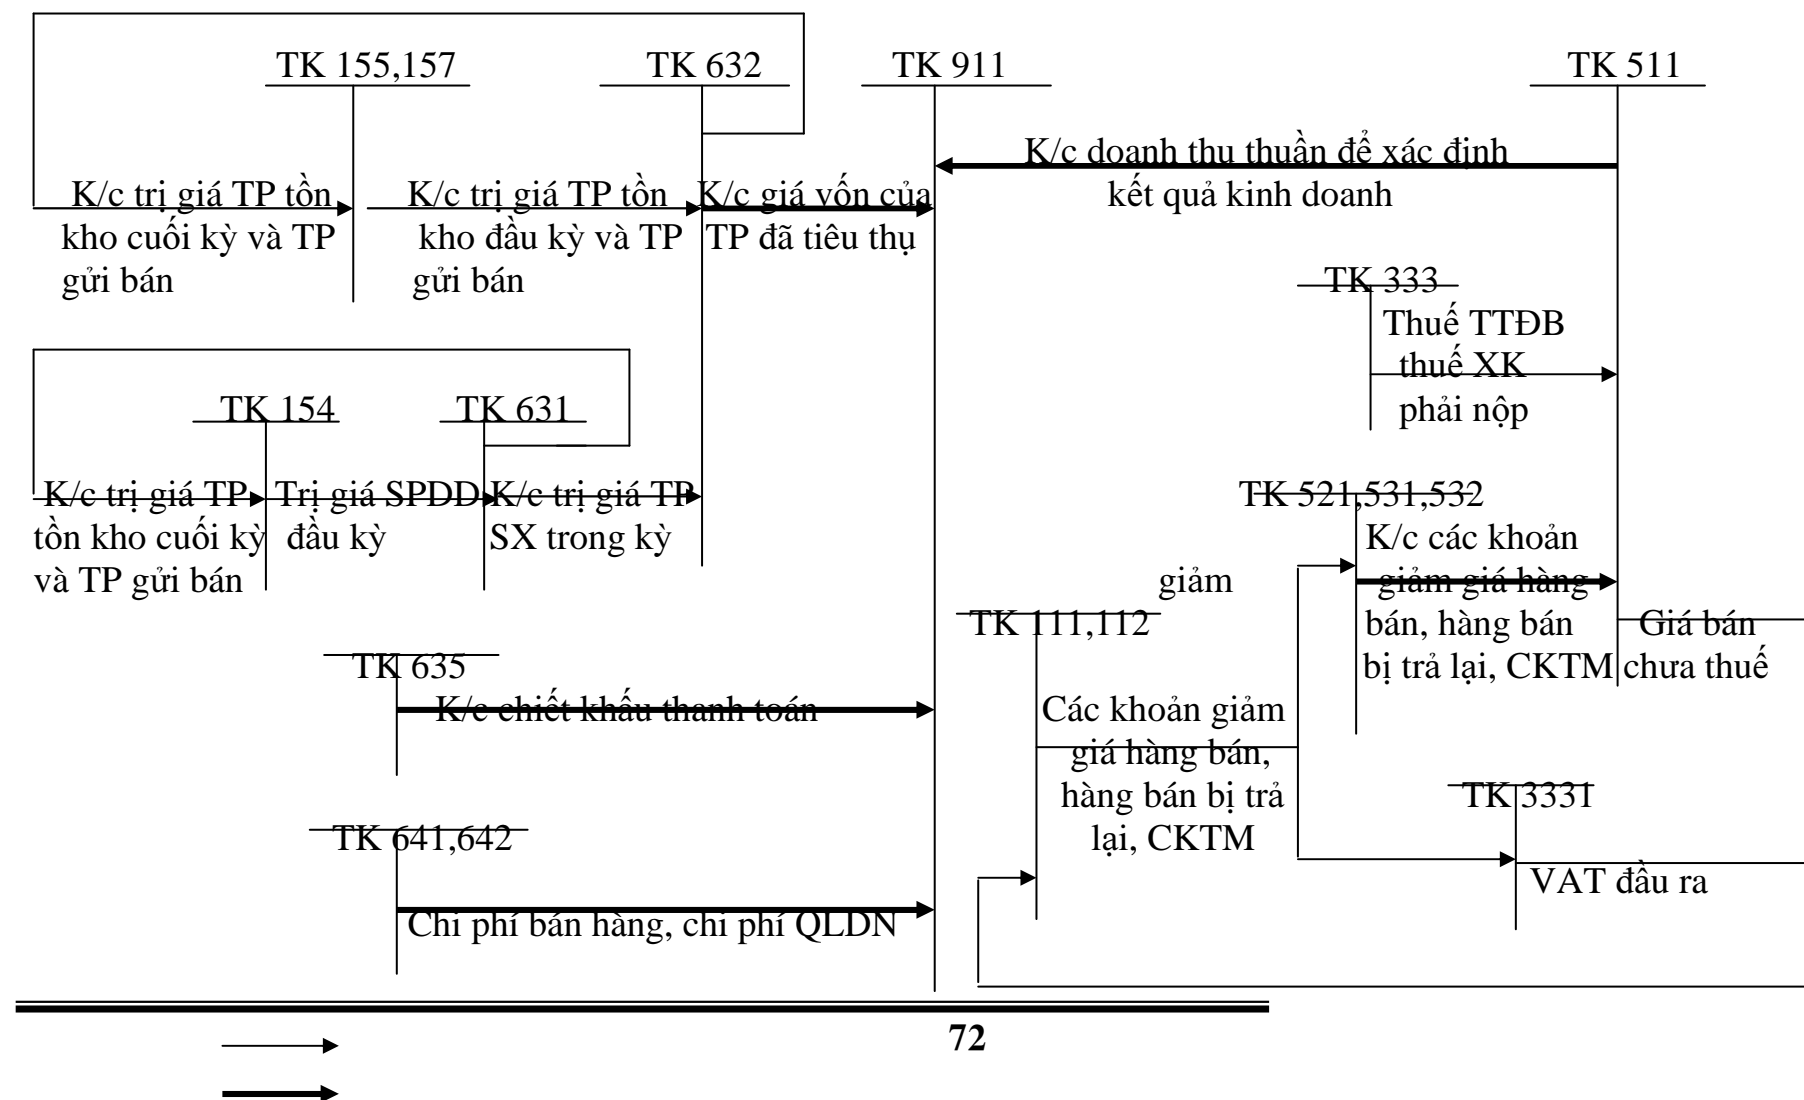 TK 155,157
TK 632
TK 911
TK 511
K/c doanh thu thuần để xác định
kết quả kinh doanh
K/c trị giá TP tồn
kho cuối kỳ và TP
gửi bán
K/c trị giá TP tồn
kho đầu kỳ và TP
gửi bán
K/c giá vốn của
TP đã tiêu thụ
TK 333
Thuế TTĐB
thuế XK
phải nộp
TK 154
TK 631
K/c trị giá TP
tồn kho cuối kỳ
và TP gửi bán
Trị giá SPDD
đầu kỳ
K/c trị giá TP
SX trong kỳ
TK 521,531,532
K/c các khoản
giảm giá hàng
bán, hàng bán
bị trả lại, CKTM
giảm
Giá bán
chưa thuế
TK 111,112
TK 635
K/c chiết khấu thanh toán
Các khoản giảm
giá hàng bán,
hàng bán bị trả
lại, CKTM
TK 3331
VAT đầu ra
TK 641,642
Chi phí bán hàng, chi phí QLDN
72